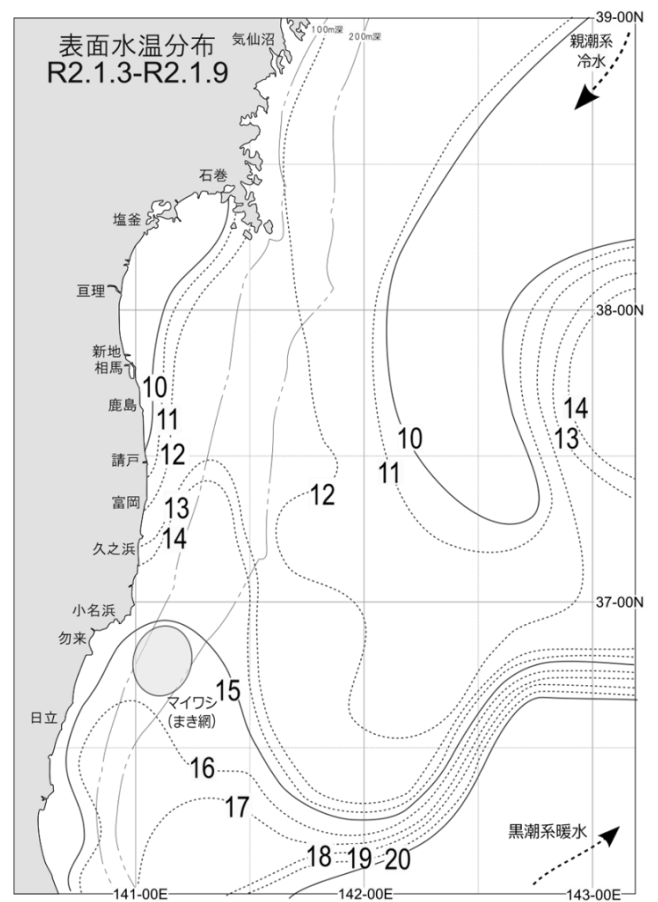 39-00N
表面水温分布
R2.1.3-R2.1.9
気仙沼
100m深
200m深
親潮系
冷水
石巻
塩釜
亘理
38-00N
新地
相馬
10
鹿島
11
14
13
10
12
請戸
11
12
富岡
13
14
久之浜
37-00N
小名浜
勿来
15
マイワシ
(まき網)
日立
16
17
黒潮系暖水
18
19
20
141-00E
142-00E
143-00E